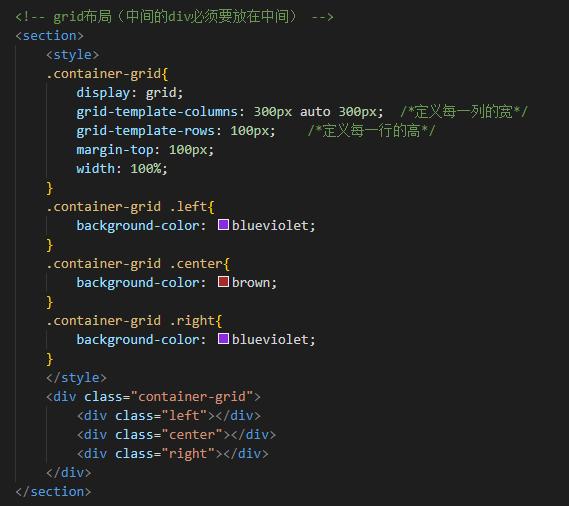 <!-- grid布局（中间的div必须要放在中间） -->
<section>
    <style>
    .container-grid{
        display: grid;
        grid-template-columns: 300px auto 300px;  /*定义每一列的宽*/
        grid-template-rows: 100px;    /*定义每一行的高*/
        margin-top: 100px;
        width: 100%;
    }
    .container-grid .left{
        background-color: blueviolet;
    }
    .container-grid .center{
        background-color: brown;
    }
    .container-grid .right{
        background-color: blueviolet;
    }
    </style>
    <div class="container-grid">
        <div class="left"></div>
        <div class="center"></div>
        <div class="right"></div>
    </div>
</section>